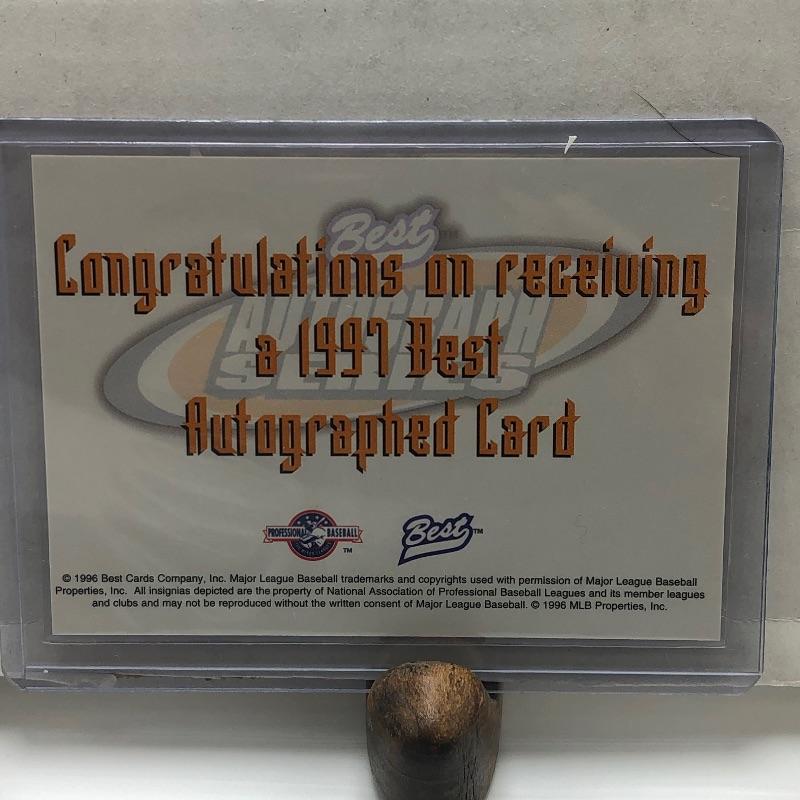 Best
Congratulations on receiving
AUTOGRAPH
a 1997 Best
SERIES
Autographed Card
PROFESSIONAL BASEBALL
TM
Best™
© 1996 Best Cards Company, Inc. Major League Baseball trademarks and copyrights used with permission of Major League Baseball
Properties, Inc. All insignias depicted are the property of National Association of Professional Baseball Leagues and its member leagues
and clubs and may not be reproduced without the written consent of Major League Baseball. © 1996 MLB Properties, Inc.